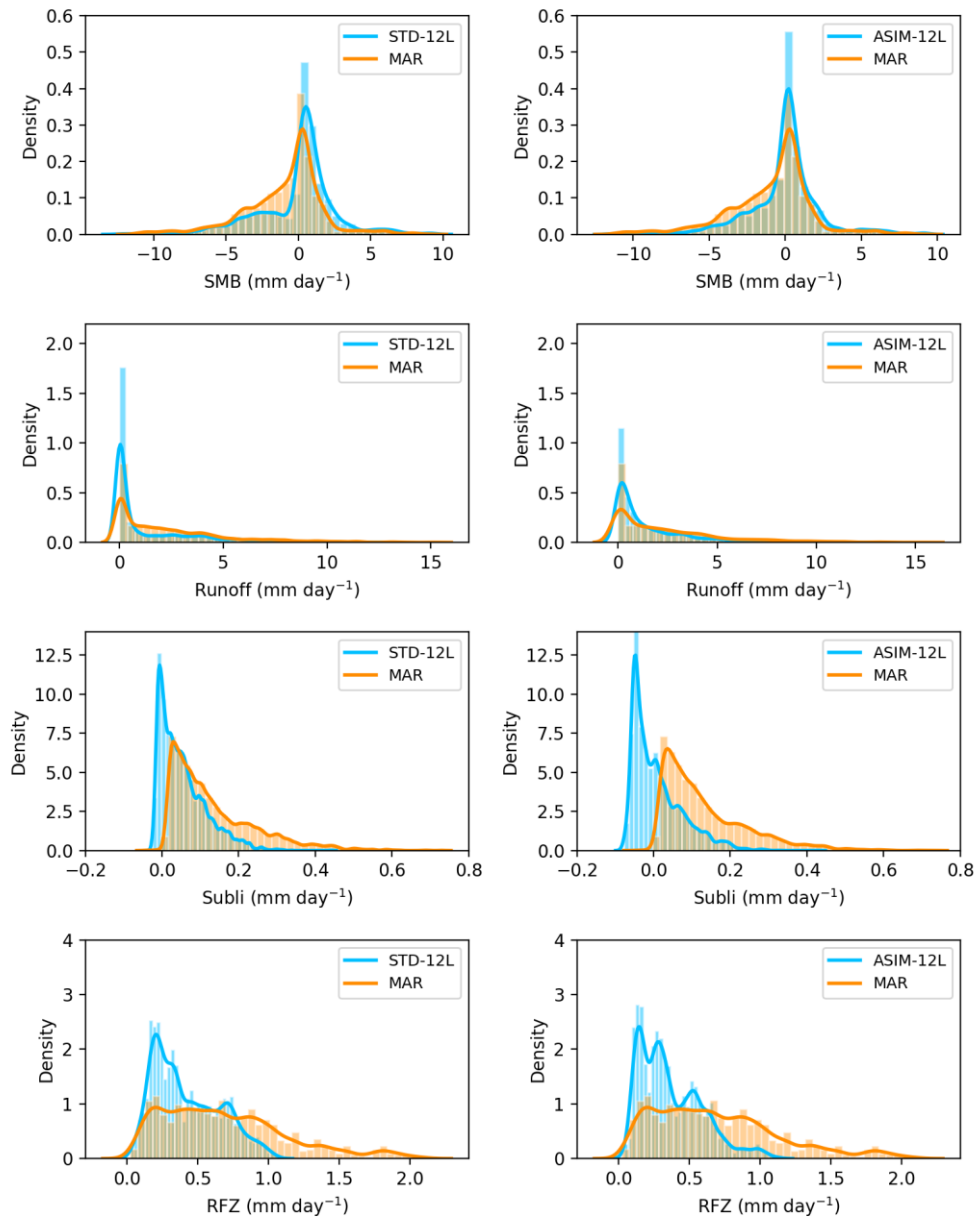 0.6
0.5
0.4
0.3
0.2
0.1
0.0
Density
STD-12L
MAR
−10
−5
0
5
10
SMB (mm day⁻¹)
0.6
0.5
0.4
0.3
0.2
0.1
0.0
Density
ASIM-12L
MAR
−10
−5
0
5
10
SMB (mm day⁻¹)
2.0
1.5
1.0
0.5
0.0
Density
STD-12L
MAR
0
5
10
15
Runoff (mm day⁻¹)
2.0
1.5
1.0
0.5
0.0
Density
ASIM-12L
MAR
0
5
10
15
Runoff (mm day⁻¹)
12.5
10.0
7.5
5.0
2.5
0.0
Density
STD-12L
MAR
−0.2
0.0
0.2
0.4
0.6
0.8
Subli (mm day⁻¹)
12.5
10.0
7.5
5.0
2.5
0.0
Density
ASIM-12L
MAR
−0.2
0.0
0.2
0.4
0.6
0.8
Subli (mm day⁻¹)
4
3
2
1
0
Density
STD-12L
MAR
0.0
0.5
1.0
1.5
2.0
RFZ (mm day⁻¹)
4
3
2
1
0
Density
ASIM-12L
MAR
0.0
0.5
1.0
1.5
2.0
RFZ (mm day⁻¹)